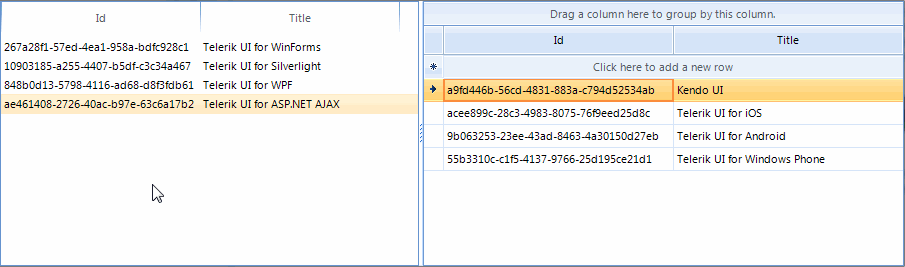 Id Title
267a28f1-57ed-4ea1-958a-bdfc928c1 Telerik UI for WinForms
10903185-a255-4407-b5df-c3c34a467 Telerik UI for Silverlight
848b0d13-5798-4116-ad68-d8f3fdb61 Telerik UI for WPF
ae461408-2726-40ac-b97e-63c6a17b2 Telerik UI for ASP.NET AJAX
Drag a column here to group by this column.
Id Title
Click here to add a new row
a9fd446b-56cd-4831-883a-c794d52534ab Kendo UI
acee899c-28c3-4983-8075-76f9eed25d8c Telerik UI for iOS
9b063253-23ee-43ad-8463-4a30150d27eb Telerik UI for Android
55b3310c-c1f5-4137-9766-25d195ce21d1 Telerik UI for Windows Phone